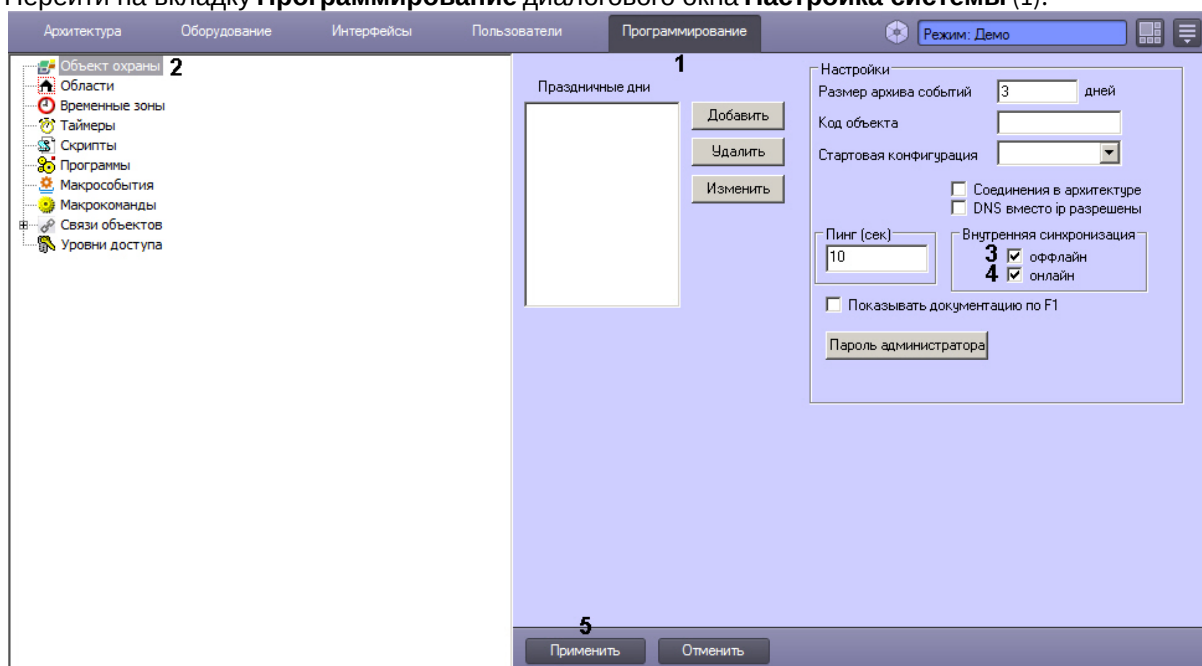 Перейти на вкладку Программирование диалогового окна Настройка системы (1).
Архитектура Оборудование Интерфейсы Пользователи Программирование Режим: Демо
Объект охраны 2
Области
Временные зоны
Таймеры
Скрипты
Программы
Макрособытия
Макрокоманды
Связи объектов
Уровни доступа
1
Праздничные дни
Добавить
Удалить
Изменить
Настройки
Размер архива событий 3 дней
Код объекта
Стартовая конфигурация
Соединения в архитектуре
DNS вместо ip разрешены
Пинг (сек)
10
Внутренняя синхронизация
3 оффлайн
4 онлайн
Показывать документацию по F1
Пароль администратора
5
Применить Отменить